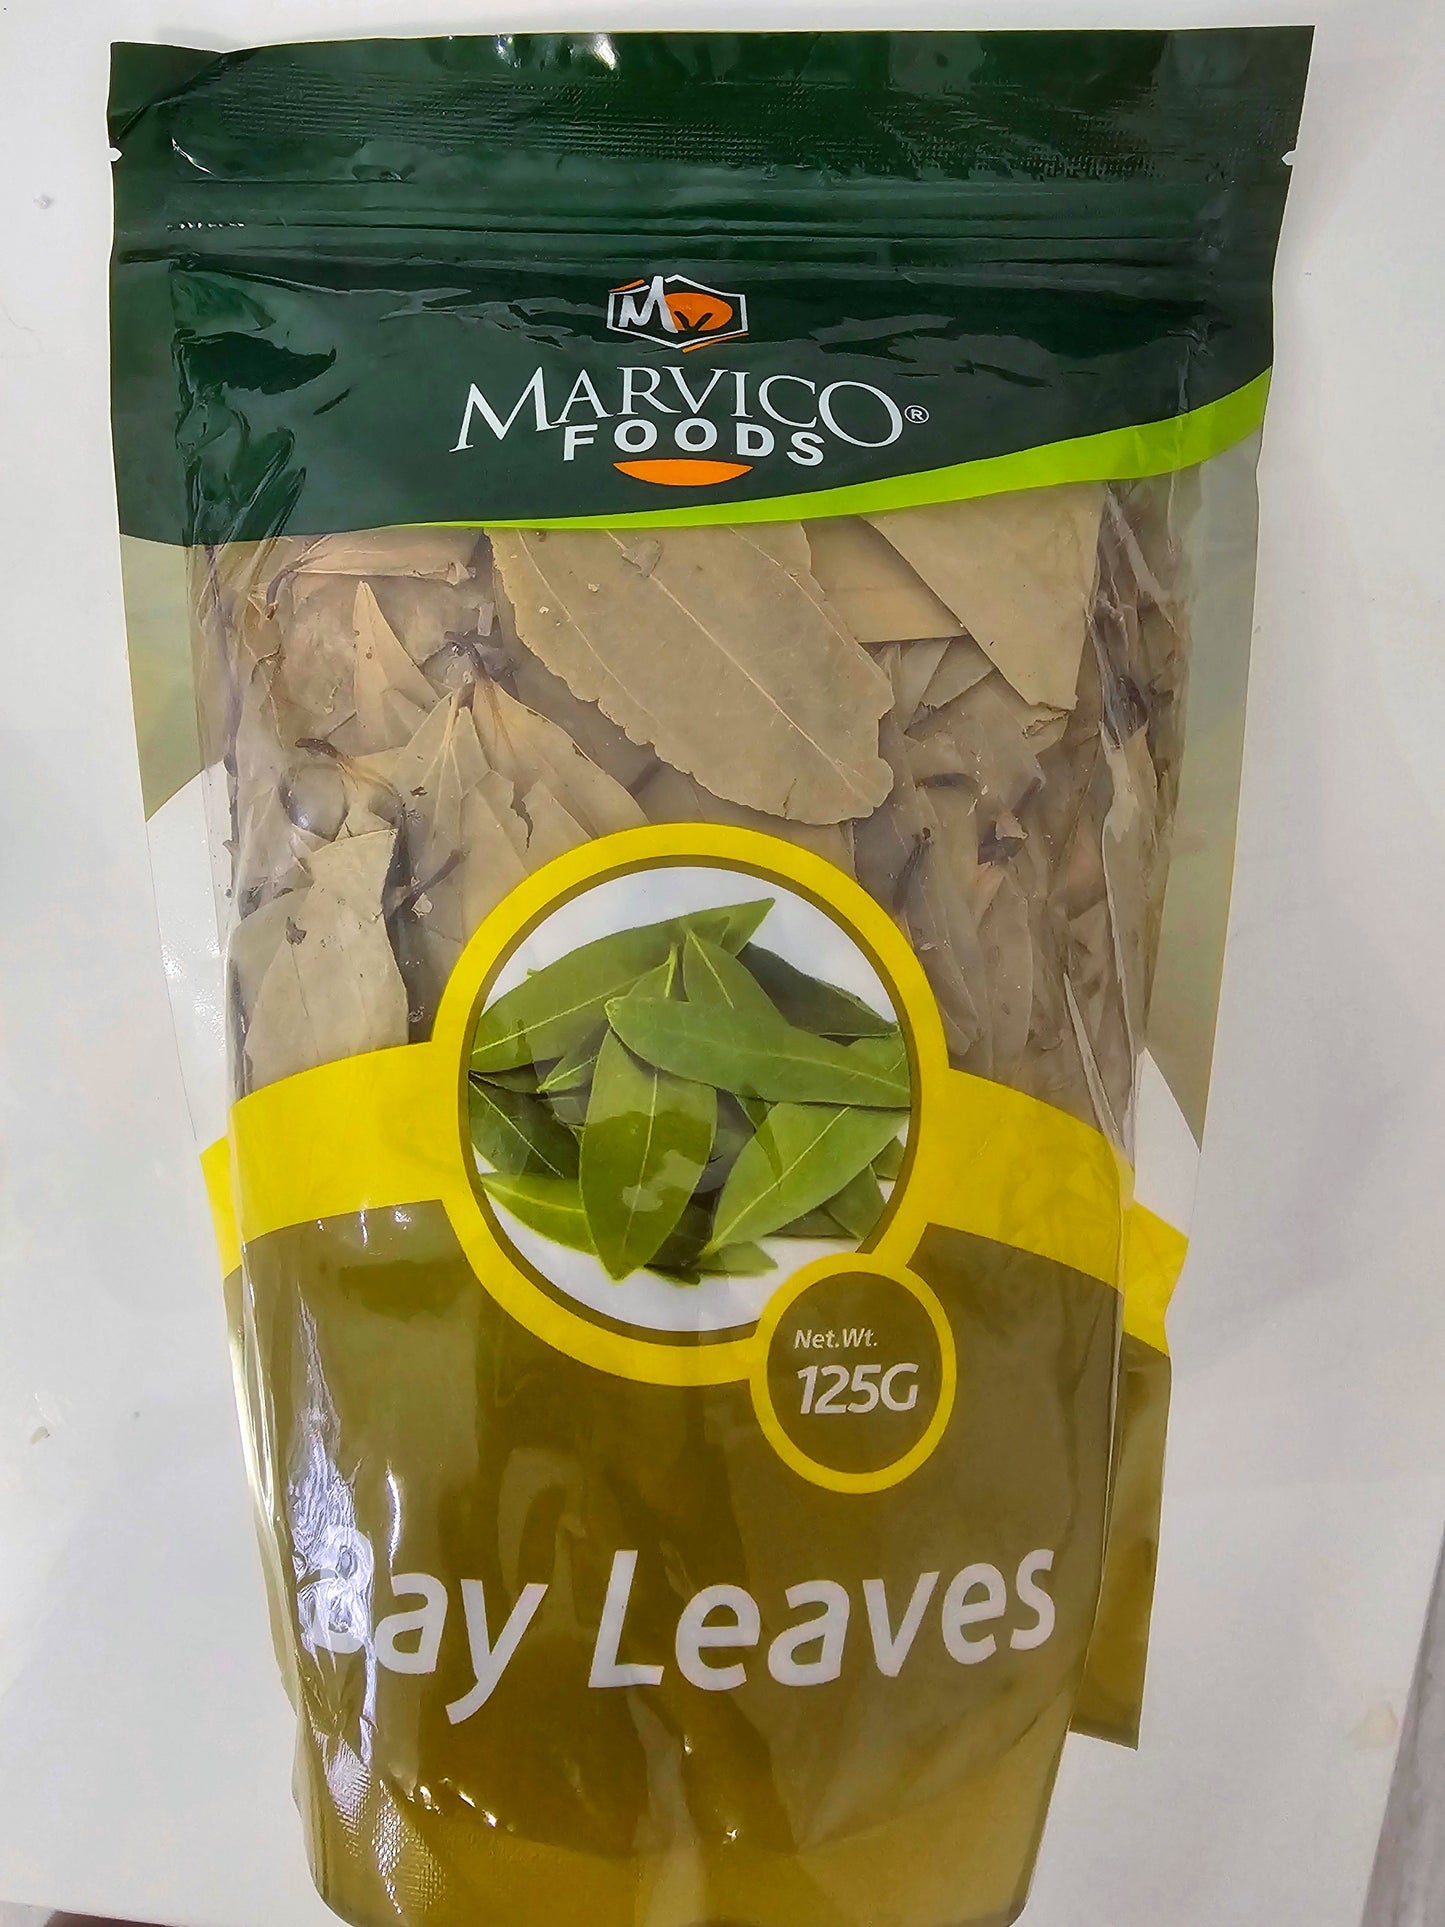 M
MARVICO®
FOODS
Net.Wt.
125G
Bay Leaves